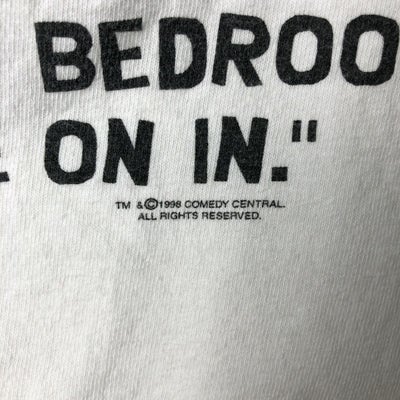 BEDROO
ON IN."
TM & ©1998 COMEDY CENTRAL.
ALL RIGHTS RESERVED.